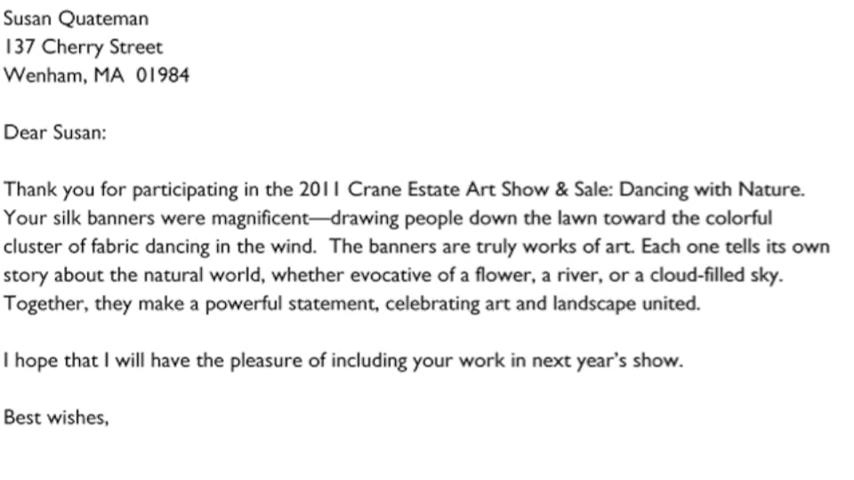 Susan Quateman
137 Cherry Street
Wenham, MA  01984
Dear Susan:
Thank you for participating in the 2011 Crane Estate Art Show & Sale: Dancing with Nature.
Your silk banners were magnificent—drawing people down the lawn toward the colorful
cluster of fabric dancing in the wind.  The banners are truly works of art. Each one tells its own
story about the natural world, whether evocative of a flower, a river, or a cloud-filled sky.
Together, they make a powerful statement, celebrating art and landscape united.
I hope that I will have the pleasure of including your work in next year’s show.
Best wishes,